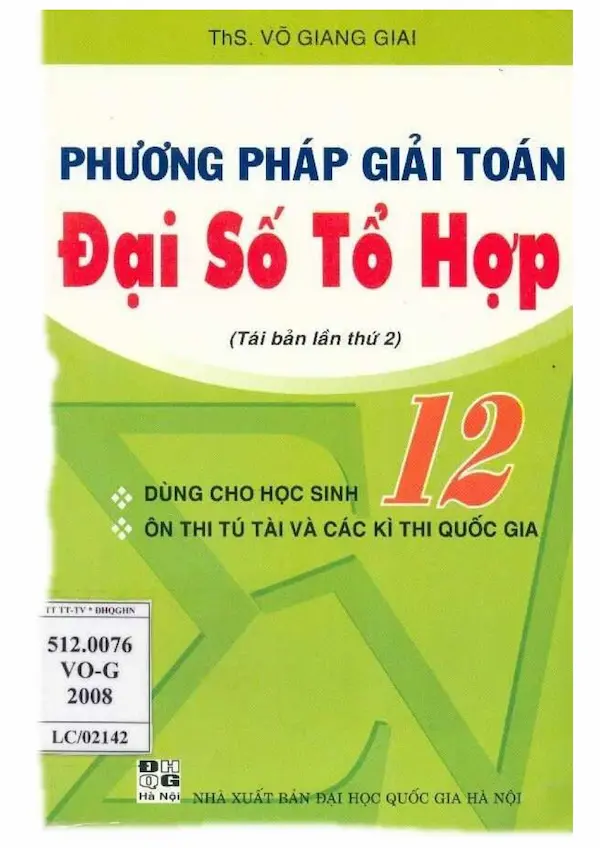 ThS. VÕ GIANG GIAI
PHƯƠNG PHÁP GIẢI TOÁN
Đại Số Tổ Hợp
(Tái bản lần thứ 2)
12
DÙNG CHO HỌC SINH
ÔN THI TÚ TÀI VÀ CÁC KÌ THI QUỐC GIA
TT TT-TV * ĐHQGHN
512.0076
VO-G
2008
LC/02142
ĐH
QG
Hà Nội
NHÀ XUẤT BẢN ĐẠI HỌC QUỐC GIA HÀ NỘI